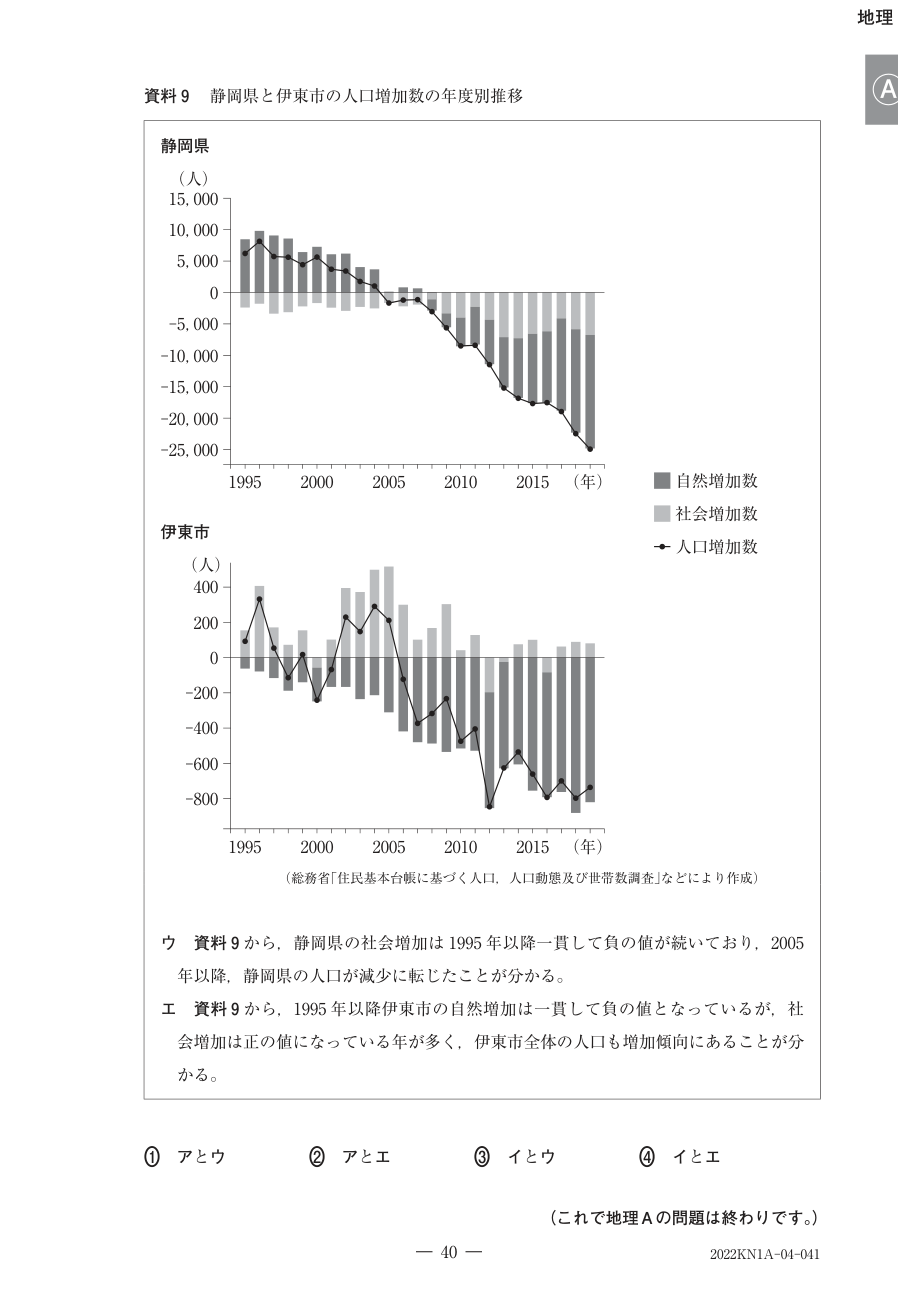 地理
Ⓐ
資料9 静岡県と伊東市の人口増加数の年度別推移
静岡県
（人）
15,000
10,000
5,000
0
-5,000
-10,000
-15,000
-20,000
-25,000
1995 2000 2005 2010 2015 （年）
自然増加数
社会増加数
人口増加数
伊東市
（人）
400
200
0
-200
-400
-600
-800
1995 2000 2005 2010 2015 （年）
（総務省「住民基本台帳に基づく人口，人口動態及び世帯数調査」などにより作成）
ウ 資料9から，静岡県の社会増加は1995年以降一貫して負の値が続いており，2005
年以降，静岡県の人口が減少に転じたことが分かる。
エ 資料9から，1995年以降伊東市の自然増加は一貫して負の値となっているが，社
会増加は正の値になっている年が多く，伊東市全体の人口も増加傾向にあることが分
かる。
① アとウ ② アとエ ③ イとウ ④ イとエ
（これで地理Aの問題は終わりです。）
― 40 ―
2022KN1A-04-041